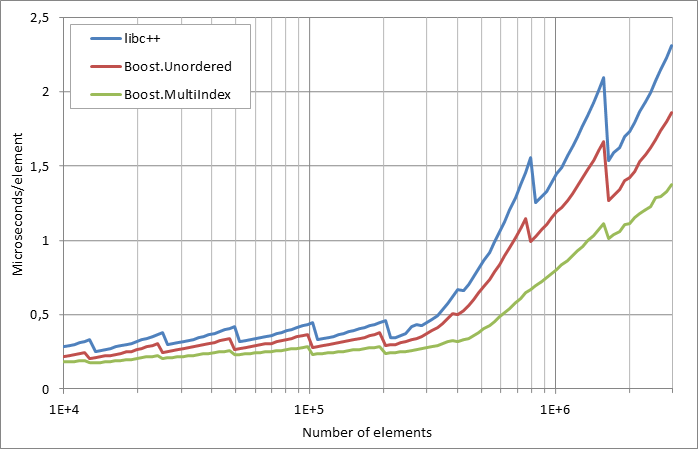 2,5
libc++
Boost.Unordered
Boost.MultiIndex
2
1,5
1
0,5
0
Microseconds/element
1E+4
1E+5
1E+6
Number of elements